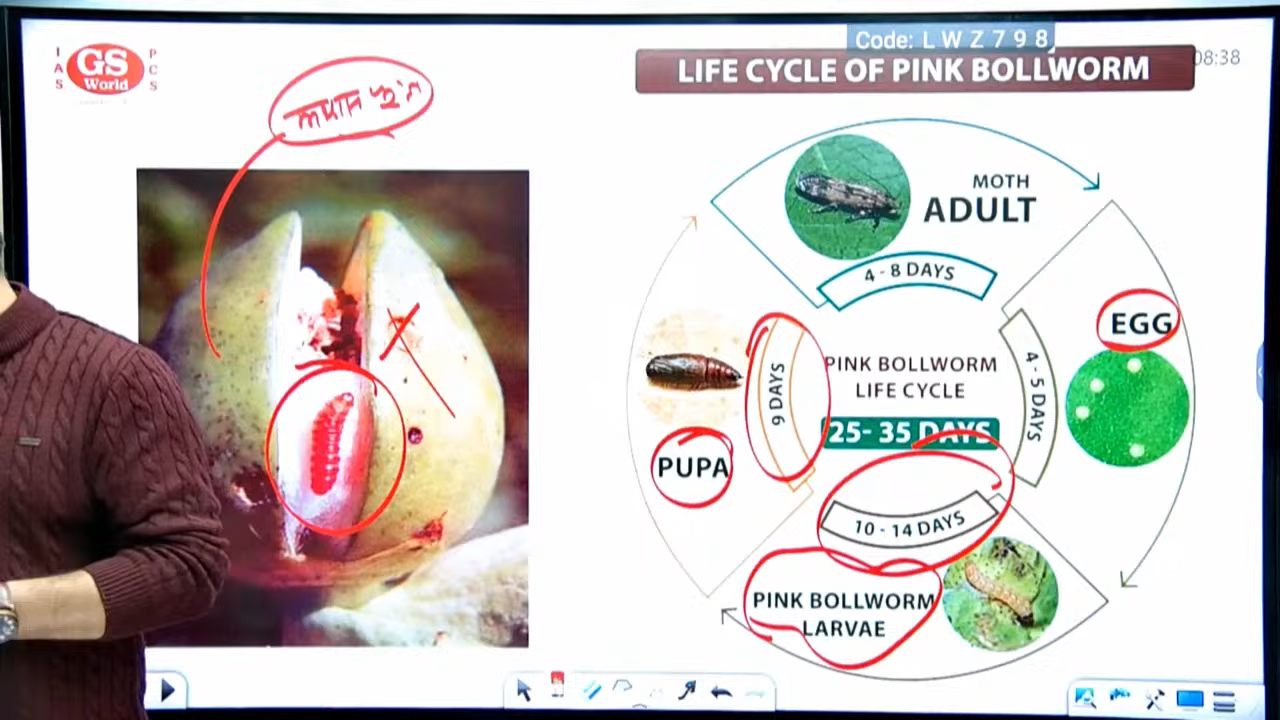 Code: L W Z 7 9 8
IAS
GS
World
PCS
08:38
LIFE CYCLE OF PINK BOLLWORM
MOTH
ADULT
4 - 8 DAYS
EGG
4 - 5 DAYS
PINK BOLLWORM
LIFE CYCLE
25- 35 DAYS
9 DAYS
PUPA
10 - 14 DAYS
PINK BOLLWORM
LARVAE